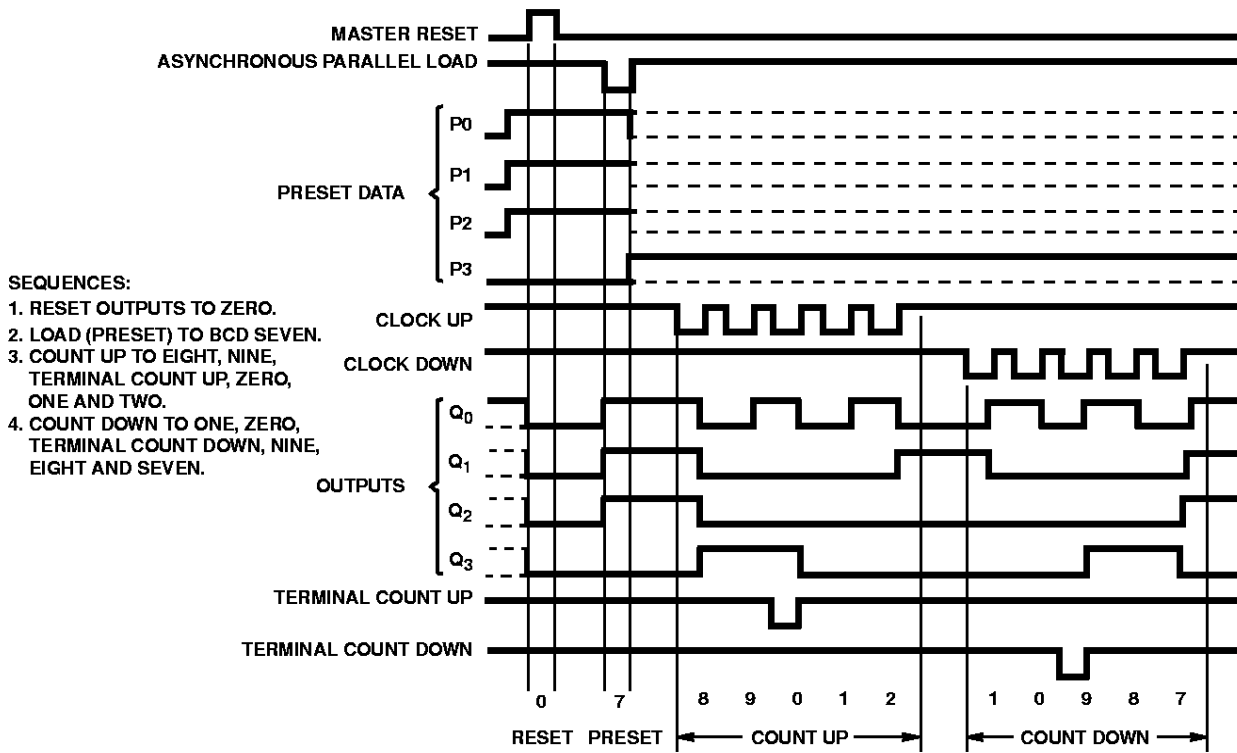 MASTER RESET
ASYNCHRONOUS PARALLEL LOAD
P0
P1
PRESET DATA
P2
P3
SEQUENCES:
1. RESET OUTPUTS TO ZERO.
2. LOAD (PRESET) TO BCD SEVEN.
3. COUNT UP TO EIGHT, NINE,
TERMINAL COUNT UP, ZERO,
ONE AND TWO.
4. COUNT DOWN TO ONE, ZERO,
TERMINAL COUNT DOWN, NINE,
EIGHT AND SEVEN.
CLOCK UP
CLOCK DOWN
Q0
Q1
OUTPUTS
Q2
Q3
TERMINAL COUNT UP
TERMINAL COUNT DOWN
0 7 8 9 0 1 2 1 0 9 8 7
RESET PRESET COUNT UP COUNT DOWN